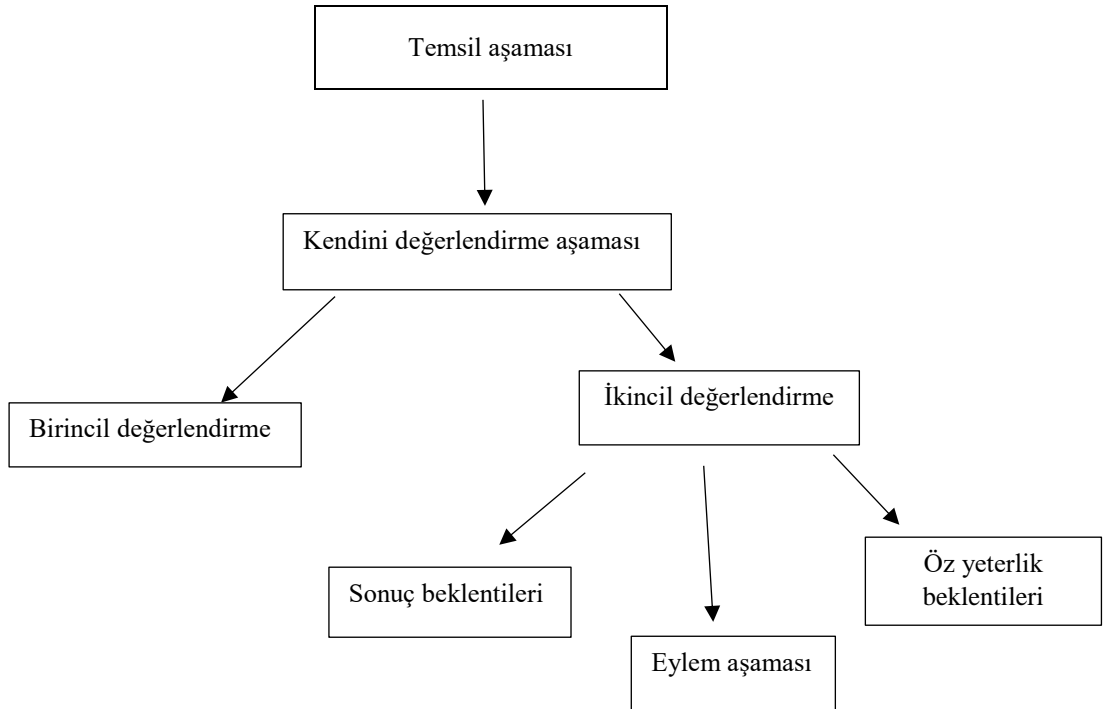 Temsil aşaması
Kendini değerlendirme aşaması
Birincil değerlendirme
İkincil değerlendirme
Sonuç beklentileri
Eylem aşaması
Öz yeterlik
beklentileri